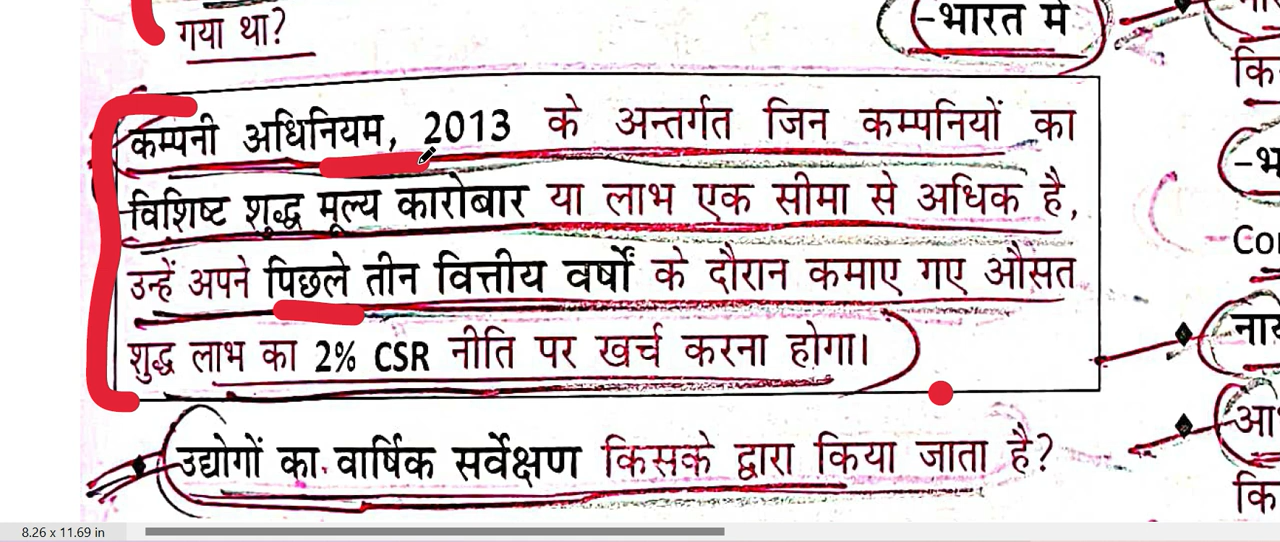 गया था?
-भारत में
कम्पनी अधिनियम, 2013 के अन्तर्गत जिन कम्पनियों का
विशिष्ट शुद्ध मूल्य कारोबार या लाभ एक सीमा से अधिक है,
उन्हें अपने पिछले तीन वित्तीय वर्षों के दौरान कमाए गए औसत
शुद्ध लाभ का 2% CSR नीति पर खर्च करना होगा।
उद्योगों का वार्षिक सर्वेक्षण किसके द्वारा किया जाता है?
8.26 x 11.69 in